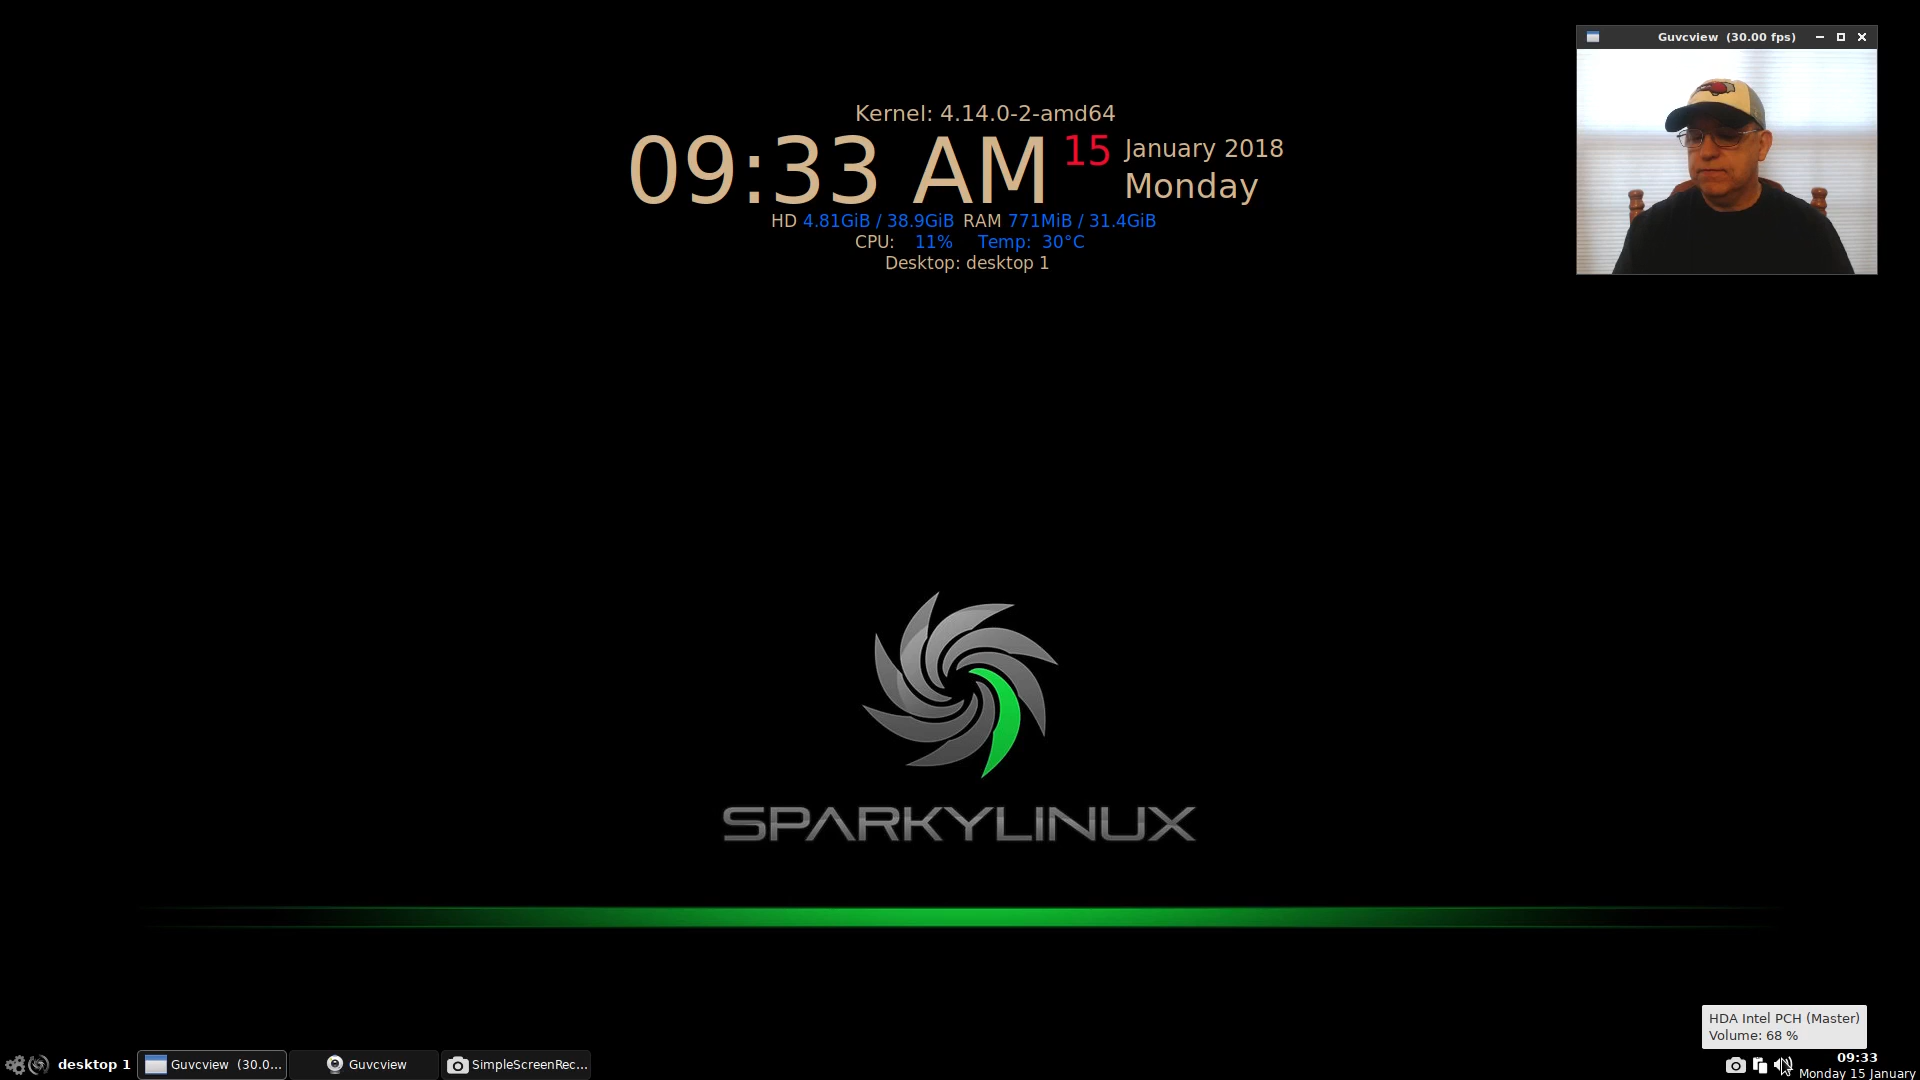 Guvcview (30.00 fps)
Kernel: 4.14.0-2-amd64
09:33 AM 15 January 2018
Monday
HD 4.81GiB / 38.9GiB RAM 771MiB / 31.4GiB
CPU: 11% Temp: 30°C
Desktop: desktop 1
SPARKYLINUX
HDA Intel PCH (Master)
Volume: 68 %
desktop 1 Guvcview (30.0... Guvcview SimpleScreenRec... 09:33
Monday 15 January